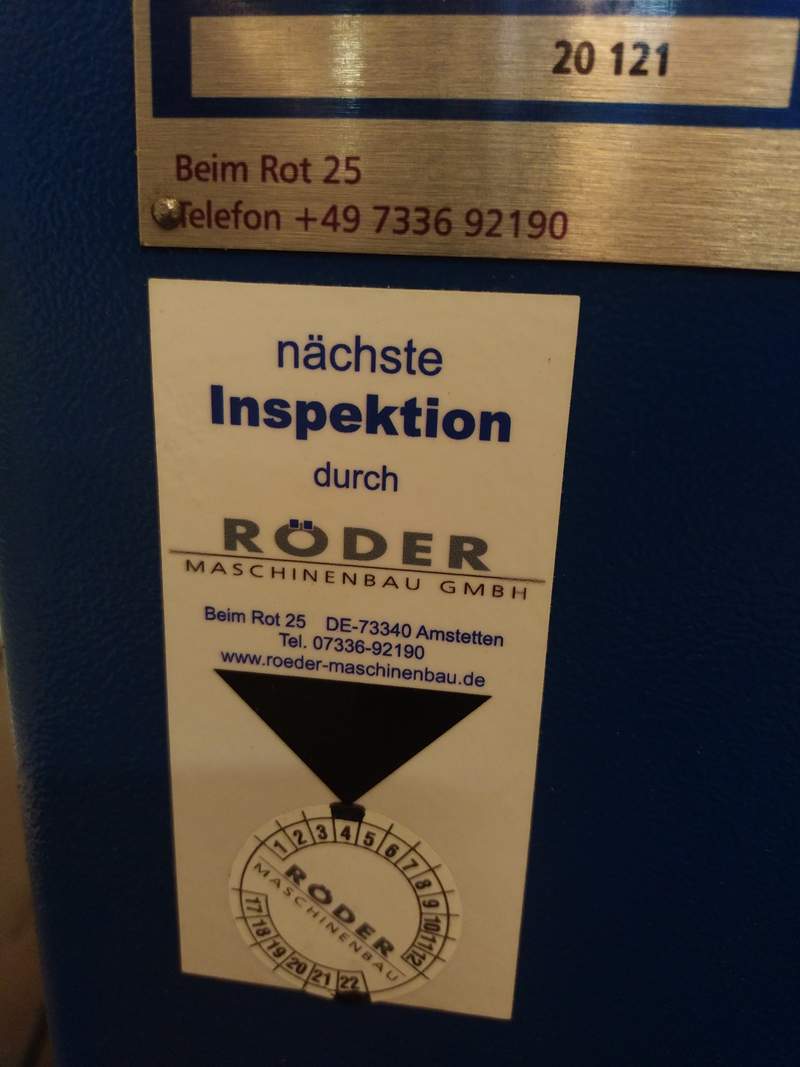 20 121
Beim Rot 25
Telefon +49 7336 92190
nächste
Inspektion
durch
RÖDER
MASCHINENBAU GMBH
Beim Rot 25 DE-73340 Amstetten
Tel. 07336-92190
www.roeder-maschinenbau.de
1 2 3 4 5 6 7 8 9 10 11 12
RÖDER
MASCHINENBAU
17 18 19 20 21 22